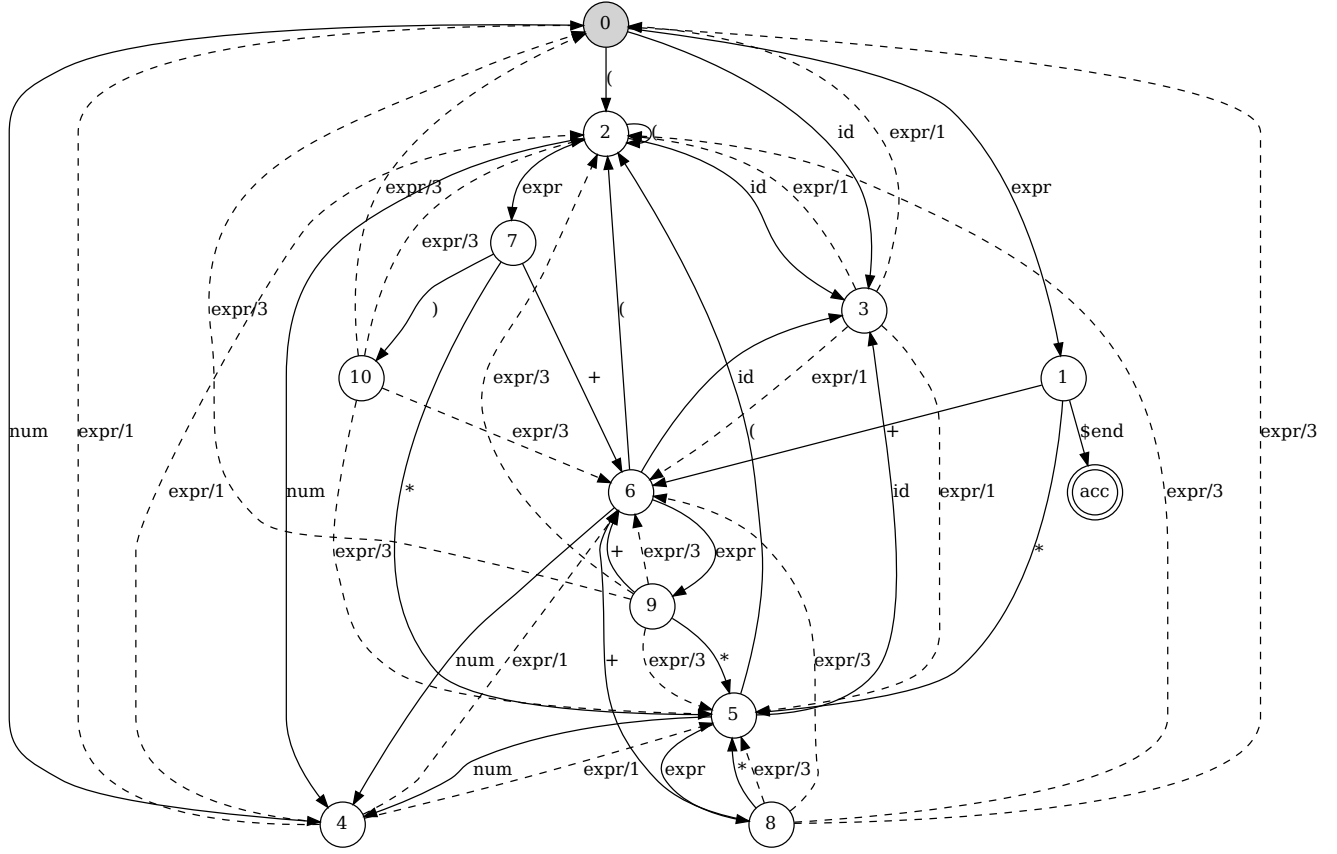 0
(
2
(
id
expr/1
expr/3
id
expr/1
expr
expr
expr/3
7
expr/3
(
)
3
10
expr/3
+
id
expr/1
1
num
expr/1
expr/3
(
+
$end
expr/1
num
*
6
id
expr/1
acc
expr/3
expr/3
+
expr/3
expr
*
9
num
expr/1
+
expr/3
*
expr/3
5
num
expr/1
expr
*
expr/3
4
8